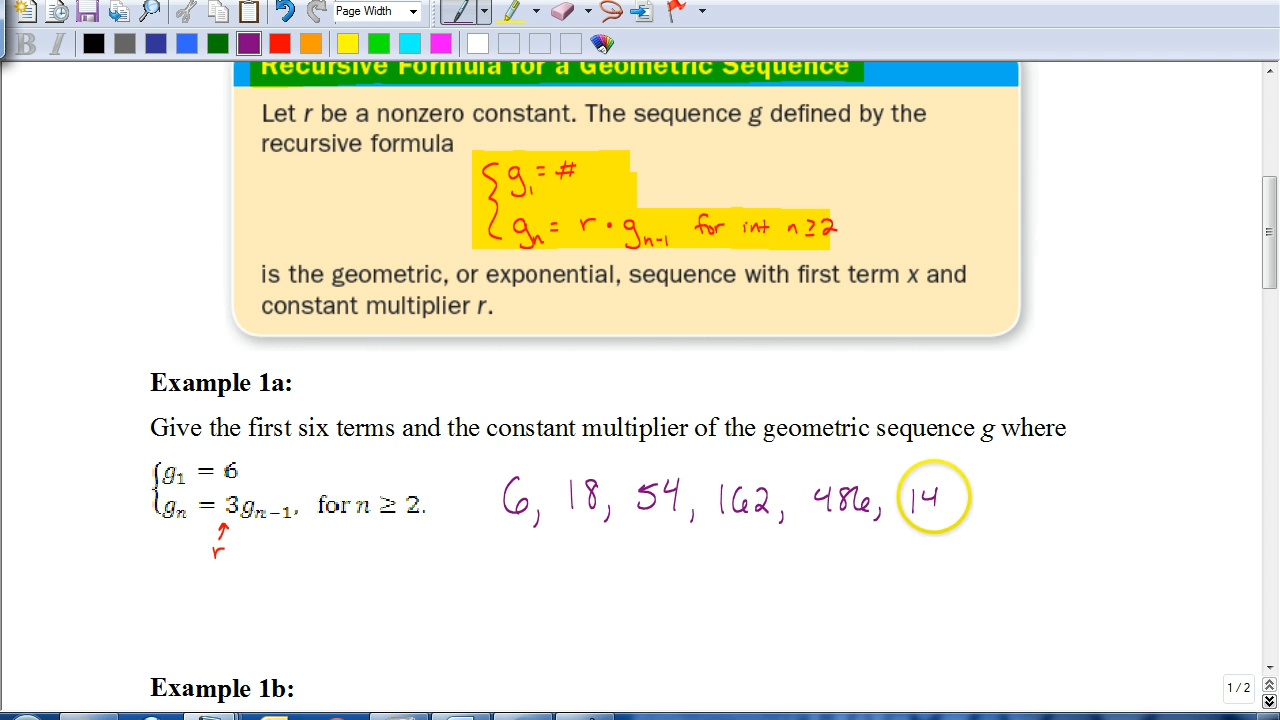 Page Width
B I
Recursive Formula for a Geometric Sequence
Let r be a nonzero constant. The sequence g defined by the
recursive formula
{ g₁ = #
gₙ = r · gₙ₋₁ for int n ≥ 2
is the geometric, or exponential, sequence with first term x and
constant multiplier r.
Example 1a:
Give the first six terms and the constant multiplier of the geometric sequence g where
{ g₁ = 6
gₙ = 3gₙ₋₁, for n ≥ 2.
6, 18, 54, 162, 486, 14
↑
r
Example 1b:
1 / 2